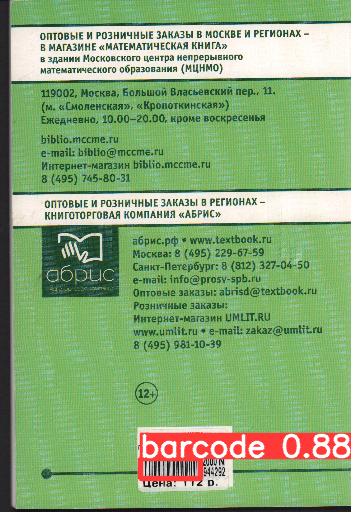 ОПТОВЫЕ И РОЗНИЧНЫЕ ЗАКАЗЫ В МОСКВЕ И РЕГИОНАХ –
В МАГАЗИНЕ «МАТЕМАТИЧЕСКАЯ КНИГА»
В здании Московского центра непрерывного
математического образования (МЦНМО)
119002, Москва, Большой Власьевский пер., 11.
(м. «Смоленская», «Кропоткинская»)
Ежедневно, 10.00–20.00, кроме воскресенья
biblio.mccme.ru
e-mail: biblio@mccme.ru
Интернет-магазин biblio.mccme.ru
8 (495) 745-80-31
ОПТОВЫЕ И РОЗНИЧНЫЕ ЗАКАЗЫ В РЕГИОНАХ –
КНИГОТОРГОВАЯ КОМПАНИЯ «АБРИС»
абрис
абрис.рф • www.textbook.ru
Москва: 8 (495) 229-67-59
Санкт-Петербург: 8 (812) 327-04-50
e-mail: info@prosv-spb.ru
Оптовые заказы: abrisd@textbook.ru
Розничные заказы:
Интернет-магазин UMLIT.RU
www.umlit.ru • e-mail: zakaz@umlit.ru
8 (495) 981-10-39
12+
barcode 0.88
944292
Цена: 112 р.